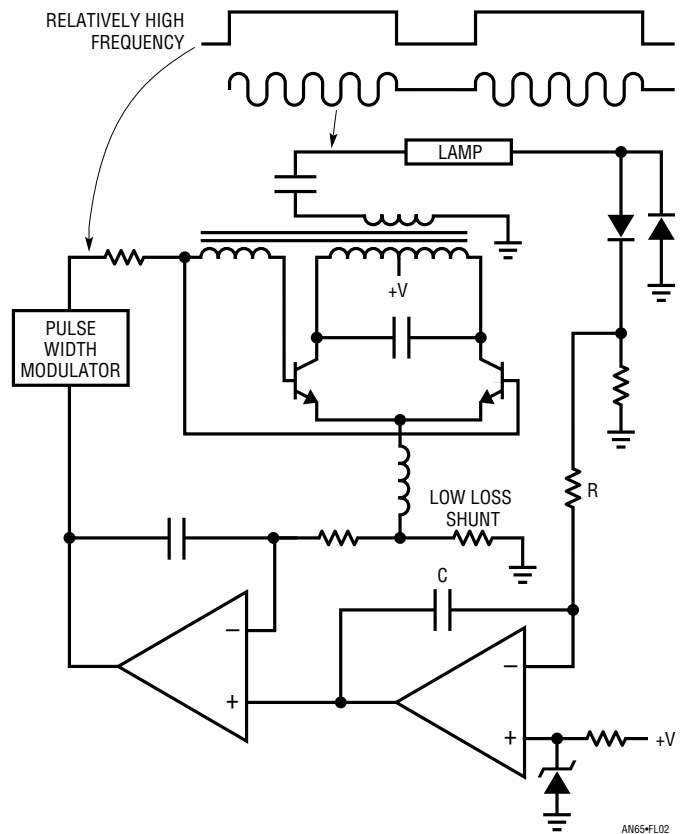 RELATIVELY HIGH
FREQUENCY
LAMP
+V
PULSE
WIDTH
MODULATOR
LOW LOSS
SHUNT
R
C
–
+
–
+
+V
AN65•FL02